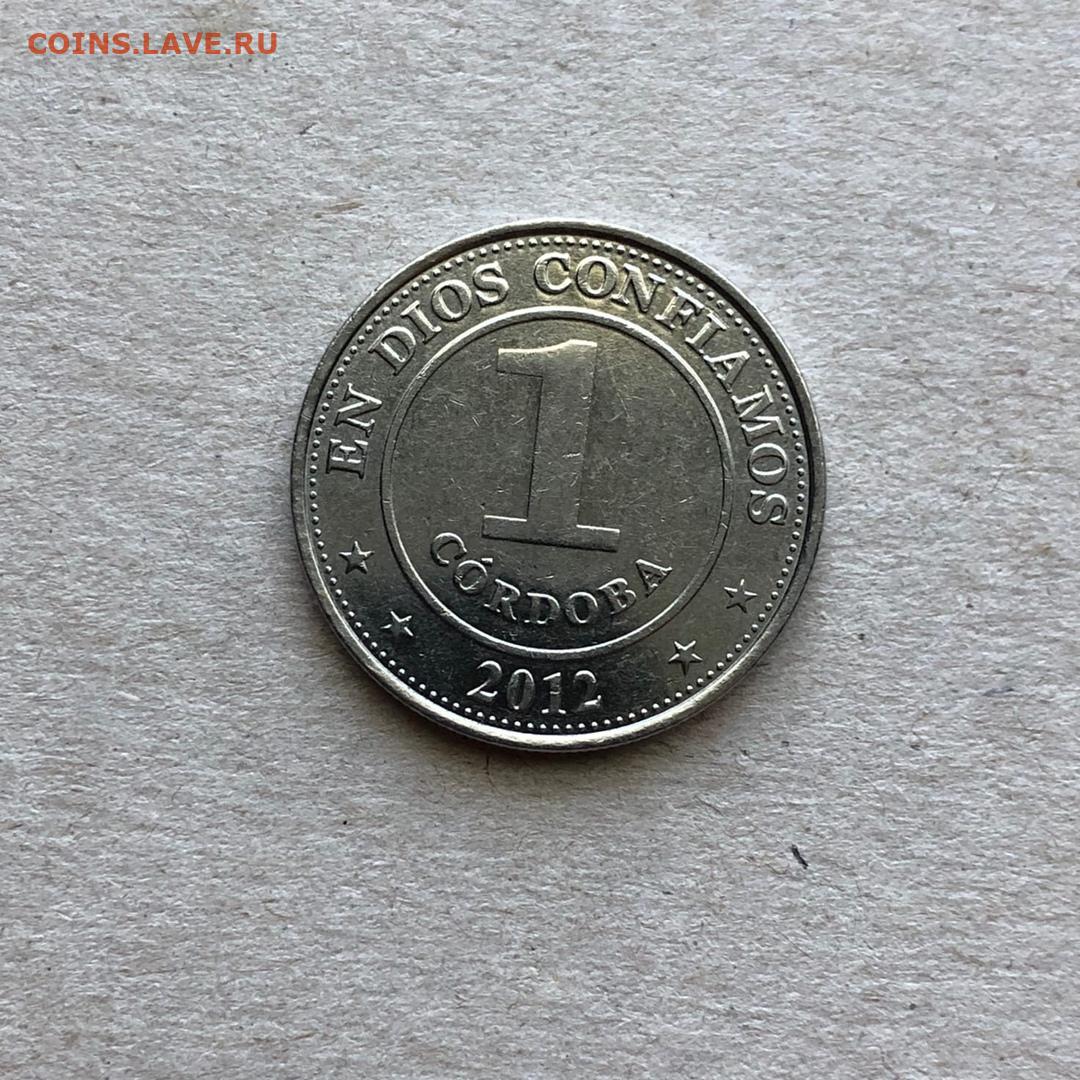 COINS.LAVE.RU
EN DIOS CONFIAMOS
1
CÓRDOBA
2012